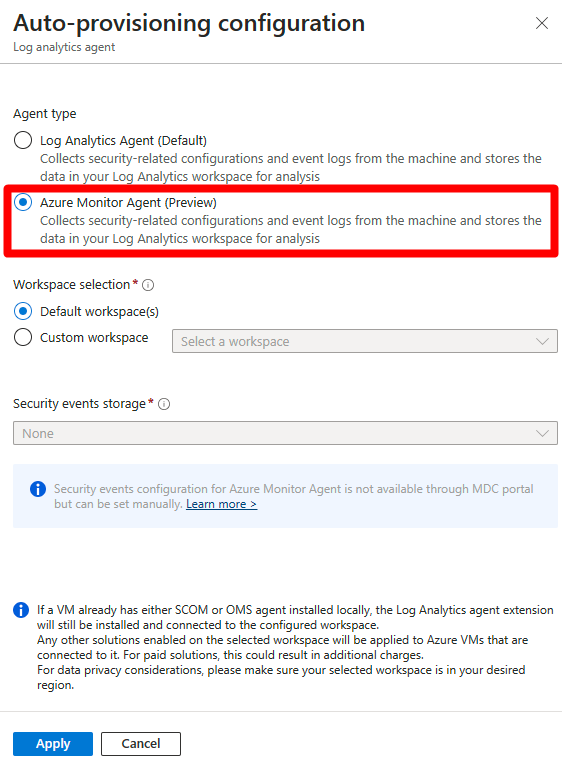 Auto-provisioning configuration
Log analytics agent
Agent type
Log Analytics Agent (Default)
Collects security-related configurations and event logs from the machine and stores the
data in your Log Analytics workspace for analysis
Azure Monitor Agent (Preview)
Collects security-related configurations and event logs from the machine and stores the
data in your Log Analytics workspace for analysis
Workspace selection *
Default workspace(s)
Custom workspace
Select a workspace
Security events storage *
None
Security events configuration for Azure Monitor Agent is not available through MDC portal
but can be set manually. Learn more >
If a VM already has either SCOM or OMS agent installed locally, the Log Analytics agent extension
will still be installed and connected to the configured workspace.
Any other solutions enabled on the selected workspace will be applied to Azure VMs that are
connected to it. For paid solutions, this could result in additional charges.
For data privacy considerations, please make sure your selected workspace is in your desired
region.
Apply
Cancel